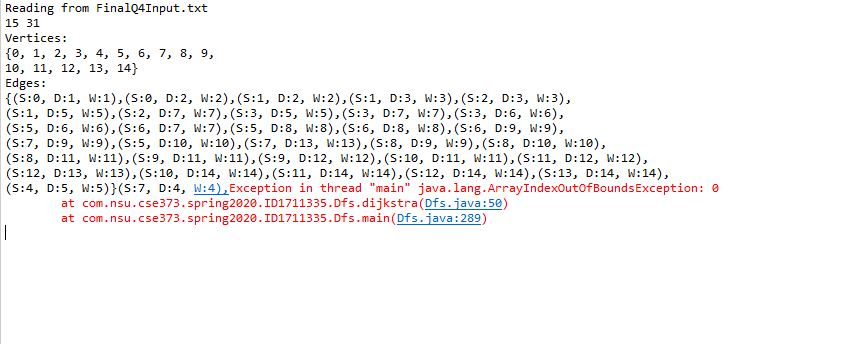 Reading from FinalQ4Input.txt
15 31
Vertices:
{0, 1, 2, 3, 4, 5, 6, 7, 8, 9,
10, 11, 12, 13, 14}
Edges:
{(S:0, D:1, W:1),(S:0, D:2, W:2),(S:1, D:2, W:2),(S:1, D:3, W:3),(S:2, D:3, W:3),
(S:1, D:5, W:5),(S:2, D:7, W:7),(S:3, D:5, W:5),(S:3, D:7, W:7),(S:3, D:6, W:6),
(S:5, D:6, W:6),(S:6, D:7, W:7),(S:5, D:8, W:8),(S:6, D:8, W:8),(S:6, D:9, W:9),
(S:7, D:9, W:9),(S:5, D:10, W:10),(S:7, D:13, W:13),(S:8, D:9, W:9),(S:8, D:10, W:10),
(S:8, D:11, W:11),(S:9, D:11, W:11),(S:9, D:12, W:12),(S:10, D:11, W:11),(S:11, D:12, W:12),
(S:12, D:13, W:13),(S:10, D:14, W:14),(S:11, D:14, W:14),(S:12, D:14, W:14),(S:13, D:14, W:14),
(S:4, D:5, W:5)}(S:7, D:4, W:4),Exception in thread "main" java.lang.ArrayIndexOutOfBoundsException: 0
at com.nsu.cse373.spring2020.ID1711335.Dfs.dijkstra(Dfs.java:50)
at com.nsu.cse373.spring2020.ID1711335.Dfs.main(Dfs.java:289)